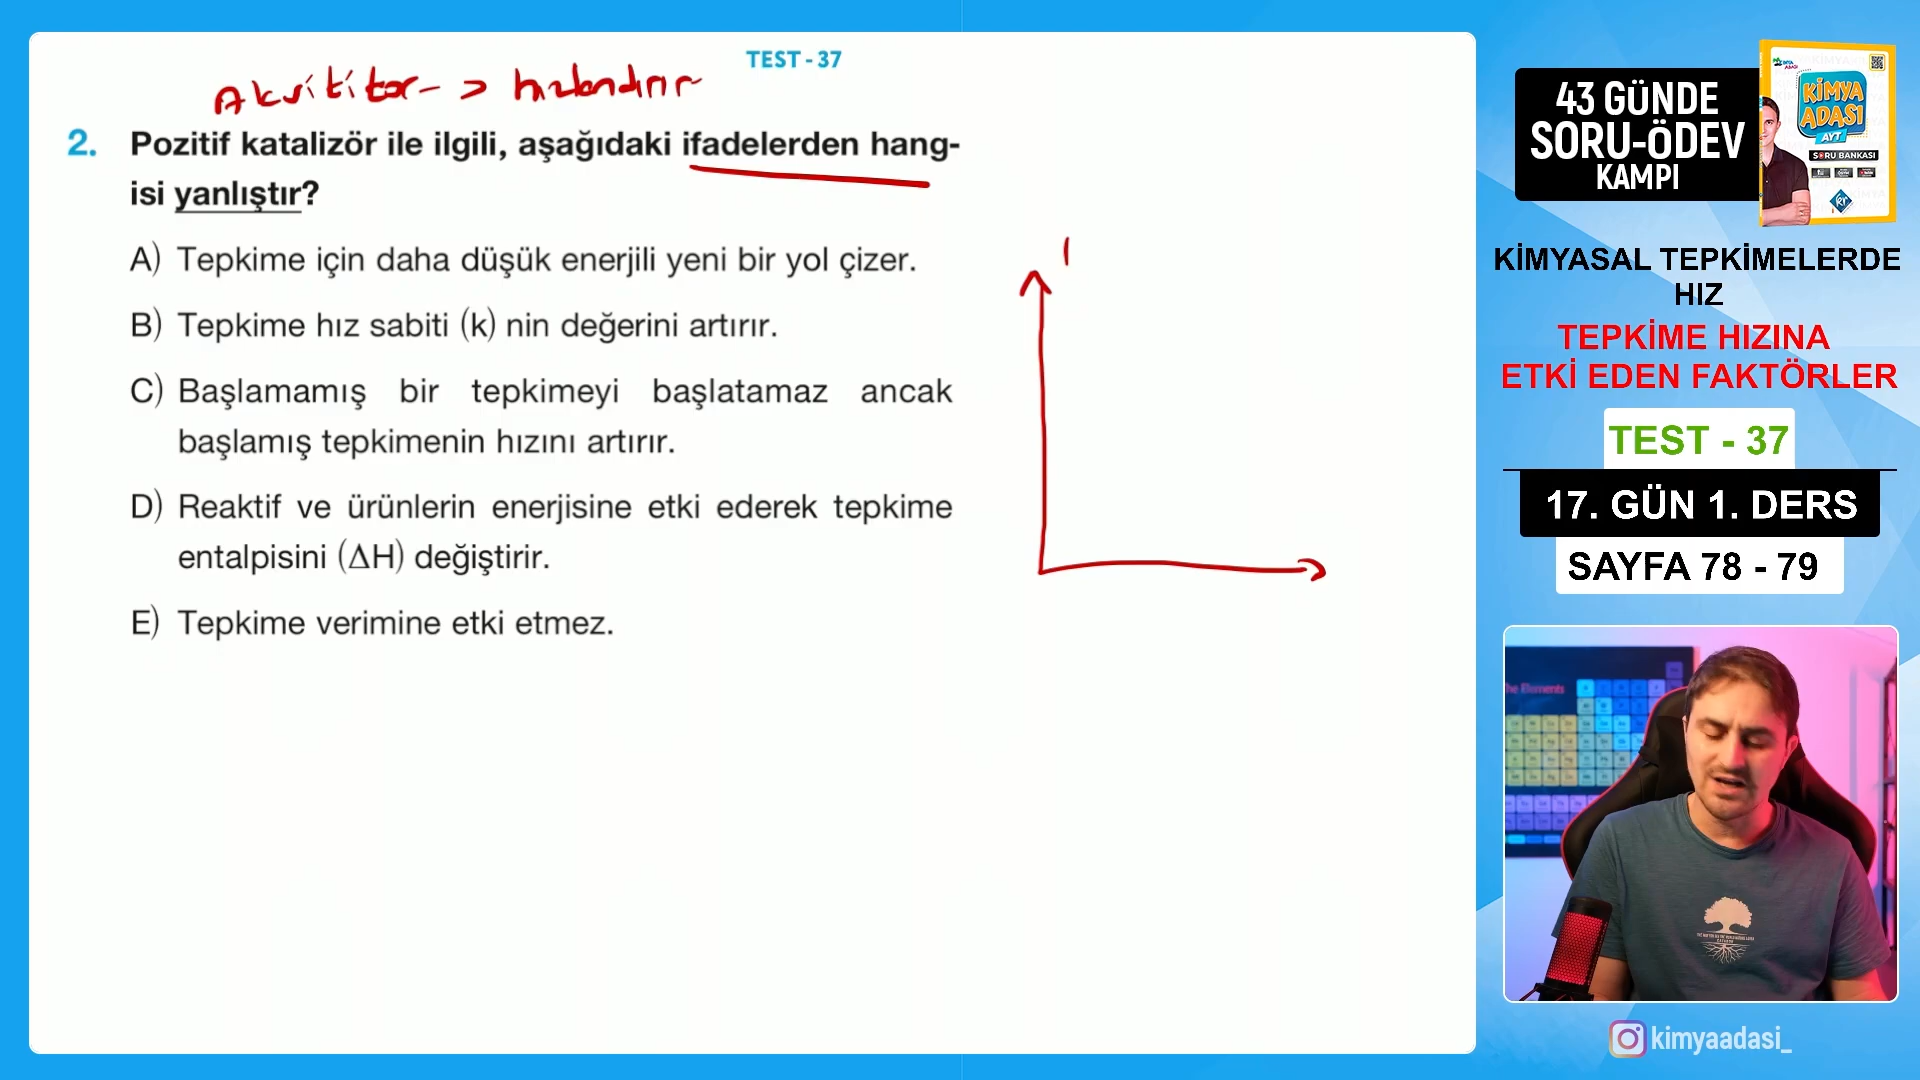 TEST - 37
hızlandırır
2. Pozitif katalizör ile ilgili, aşağıdaki ifadelerden hang-
isi yanlıştır?
A) Tepkime için daha düşük enerjili yeni bir yol çizer.
B) Tepkime hız sabiti (k) nin değerini artırır.
C) Başlamamış bir tepkimeyi başlatamaz ancak
başlamış tepkimenin hızını artırır.
D) Reaktif ve ürünlerin enerjisine etki ederek tepkime
entalpisini (ΔH) değiştirir.
E) Tepkime verimine etki etmez.
43 GÜNDE
SORU-ÖDEV
KAMPI
KİMYA
ADASI
AYT
SORU BANKASI
KİMYASAL TEPKİMELERDE
HIZ
TEPKİME HIZINA
ETKİ EDEN FAKTÖRLER
TEST - 37
17. GÜN 1. DERS
SAYFA 78 - 79
he Elements
kimyaadasi_